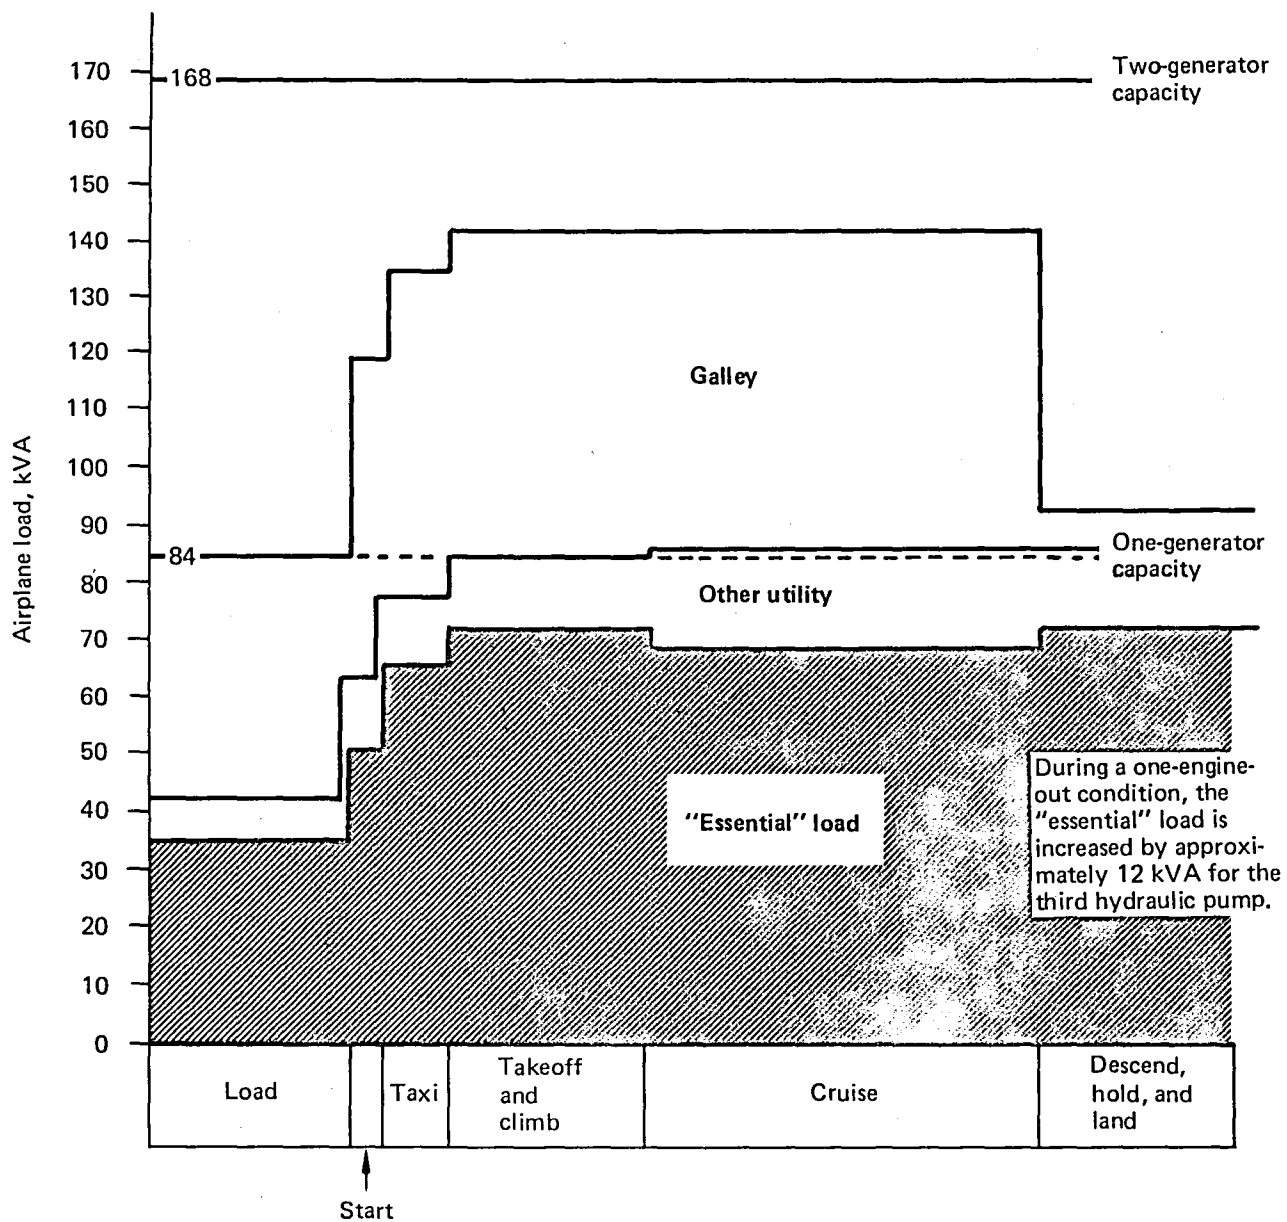 Airplane load, kVA
170
160
150
140
130
120
110
100
90
80
70
60
50
40
30
20
10
0
168
Two-generator
capacity
Galley
84
One-generator
capacity
Other utility
"Essential" load
During a one-engine-
out condition, the
"essential" load is
increased by approxi-
mately 12 kVA for the
third hydraulic pump.
Load
Taxi
Takeoff
and
climb
Cruise
Descend,
hold, and
land
Start